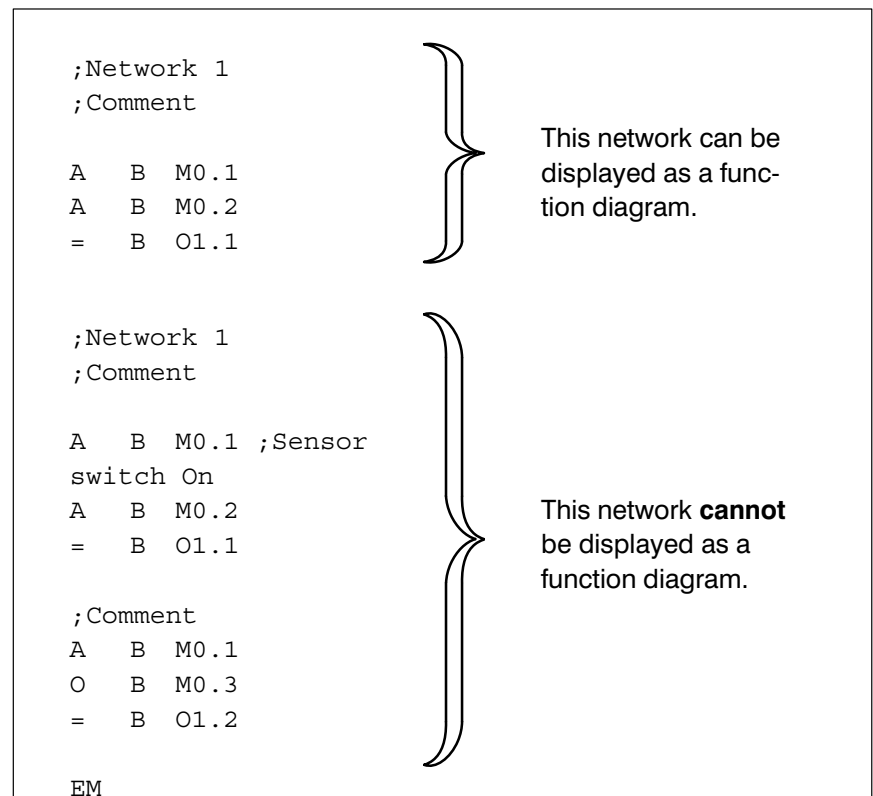 ;Network 1
;Comment
A B M0.1
A B M0.2
= B O1.1
This network can be
displayed as a func-
tion diagram.
;Network 1
;Comment
A B M0.1 ;Sensor
switch On
A B M0.2
= B O1.1
;Comment
A B M0.1
O B M0.3
= B O1.2
This network cannot
be displayed as a
function diagram.
EM